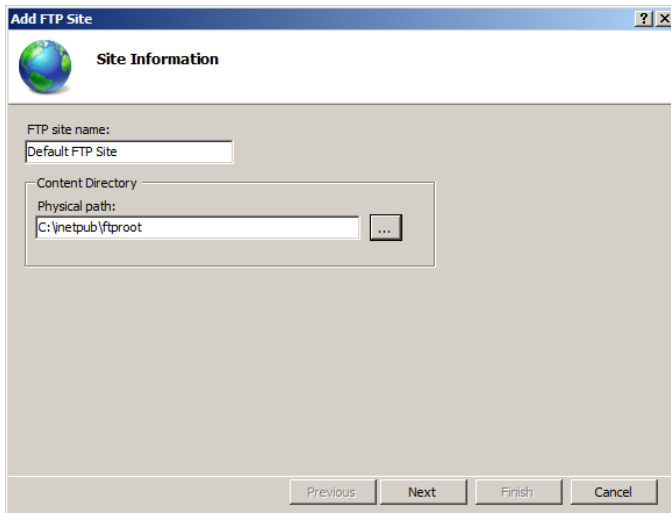 Add FTP Site
? X
Site Information
FTP site name:
Default FTP Site
Content Directory
Physical path:
C:\inetpub\ftproot
...
Previous Next Finish Cancel